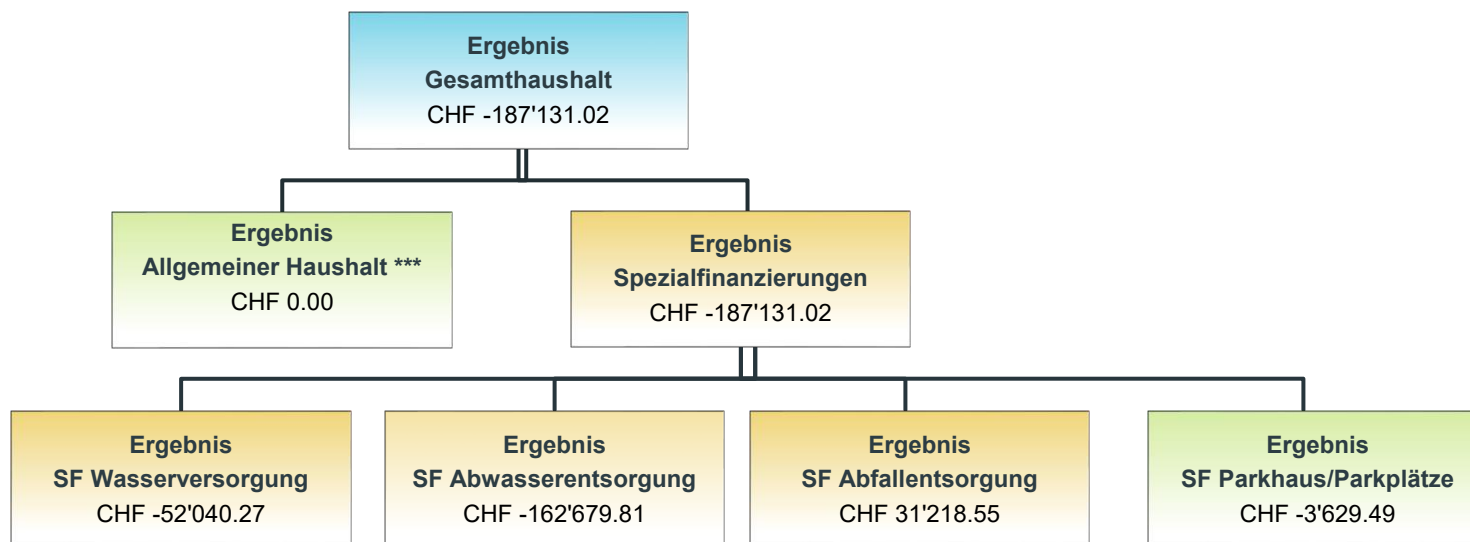 Ergebnis
Gesamthaushalt
CHF -187'131.02
Ergebnis
Allgemeiner Haushalt ***
CHF 0.00
Ergebnis
Spezialfinanzierungen
CHF -187'131.02
Ergebnis
SF Wasserversorgung
CHF -52'040.27
Ergebnis
SF Abwasserentsorgung
CHF -162'679.81
Ergebnis
SF Abfallentsorgung
CHF 31'218.55
Ergebnis
SF Parkhaus/Parkplätze
CHF -3'629.49